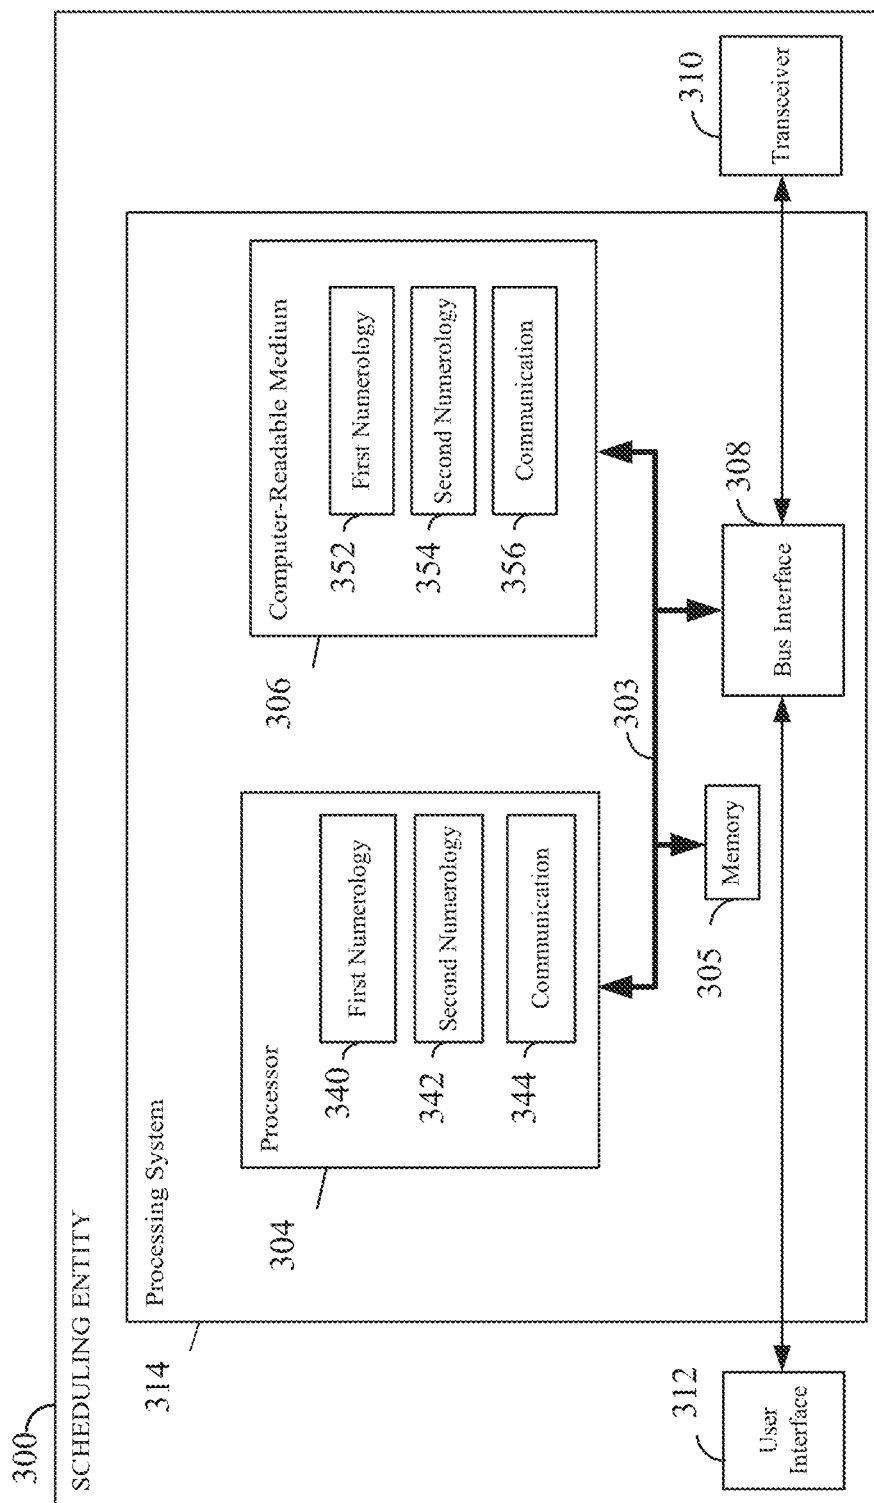 300
SCHEDULING ENTITY
314
Processing System
304
Processor
340
First Numerology
342
Second Numerology
344
Communication
306
Computer-Readable Medium
352
First Numerology
354
Second Numerology
356
Communication
303
305
Memory
308
Bus Interface
312
User
Interface
310
Transceiver